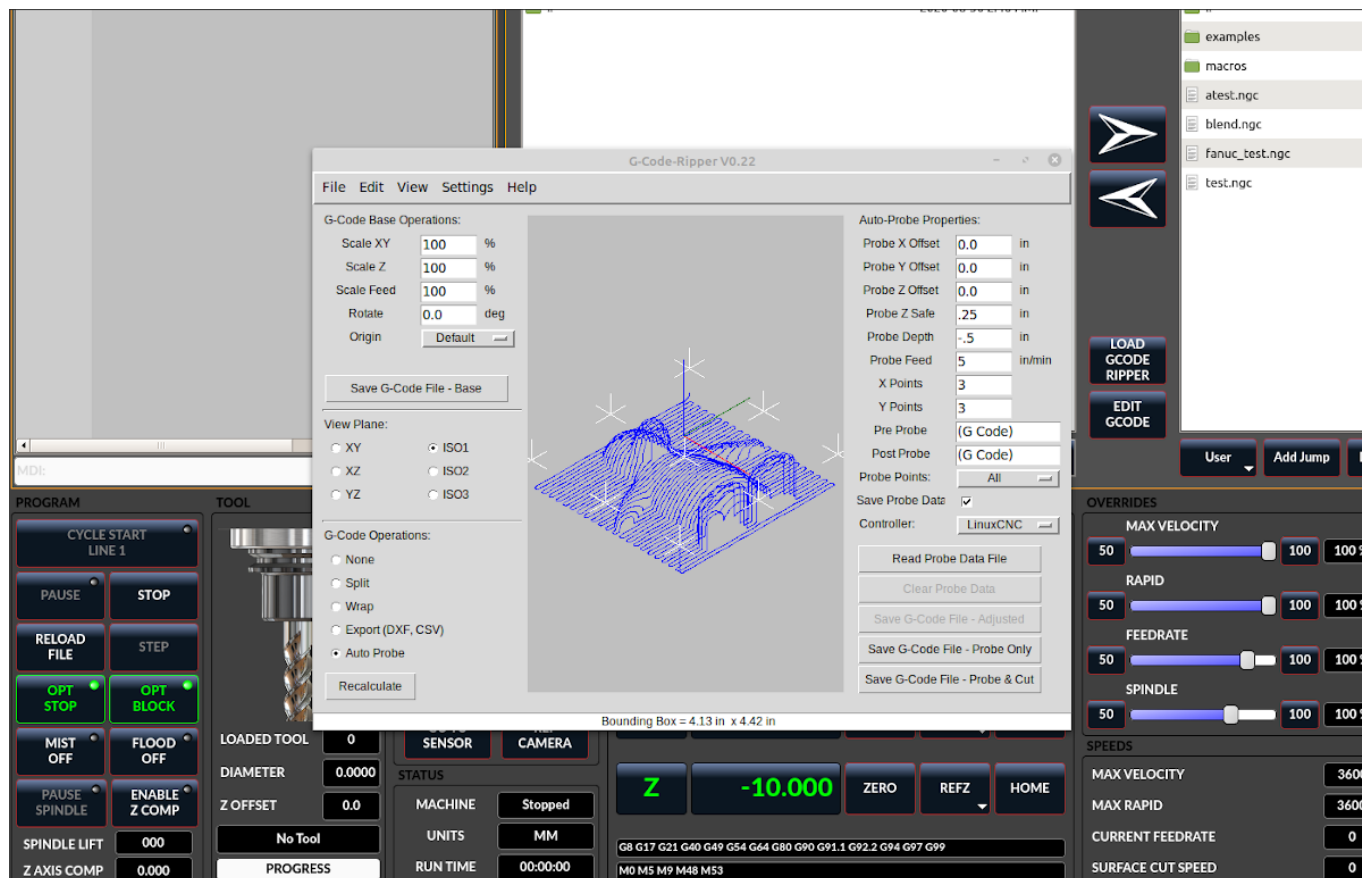 examples
macros
atest.ngc
blend.ngc
fanuc_test.ngc
test.ngc
G-Code-Ripper V0.22
File Edit View Settings Help
G-Code Base Operations:
Scale XY 100 %
Scale Z 100 %
Scale Feed 100 %
Rotate 0.0 deg
Origin Default
Save G-Code File - Base
View Plane:
XY ISO1
XZ ISO2
YZ ISO3
G-Code Operations:
None
Split
Wrap
Export (DXF, CSV)
Auto Probe
Recalculate
Auto-Probe Properties:
Probe X Offset 0.0 in
Probe Y Offset 0.0 in
Probe Z Offset 0.0 in
Probe Z Safe .25 in
Probe Depth -.5 in
Probe Feed 5 in/min
X Points 3
Y Points 3
Pre Probe (G Code)
Post Probe (G Code)
Probe Points: All
Save Probe Data
Controller: LinuxCNC
Read Probe Data File
Clear Probe Data
Save G-Code File - Adjusted
Save G-Code File - Probe Only
Save G-Code File - Probe & Cut
Bounding Box = 4.13 in x 4.42 in
LOAD
GCODE
RIPPER
EDIT
GCODE
User
Add Jump
MDI:
PROGRAM
CYCLE START
LINE 1
PAUSE
STOP
RELOAD
FILE
STEP
OPT
STOP
OPT
BLOCK
MIST
OFF
FLOOD
OFF
PAUSE
SPINDLE
ENABLE
Z COMP
SPINDLE LIFT 000
Z AXIS COMP 0.000
TOOL
LOADED TOOL 0
DIAMETER 0.0000
Z OFFSET 0.0
No Tool
PROGRESS
SENSOR
CAMERA
STATUS
MACHINE Stopped
UNITS MM
RUN TIME 00:00:00
Z -10.000 ZERO REFZ HOME
G8 G17 G21 G40 G49 G54 G64 G80 G90 G91.1 G92.2 G94 G97 G99
M0 M5 M9 M48 M53
OVERRIDES
MAX VELOCITY
50 100 100 %
RAPID
50 100 100 %
FEEDRATE
50 100 100 %
SPINDLE
50 100 100 %
SPEEDS
MAX VELOCITY 3600
MAX RAPID 3600
CURRENT FEEDRATE 0
SURFACE CUT SPEED 0